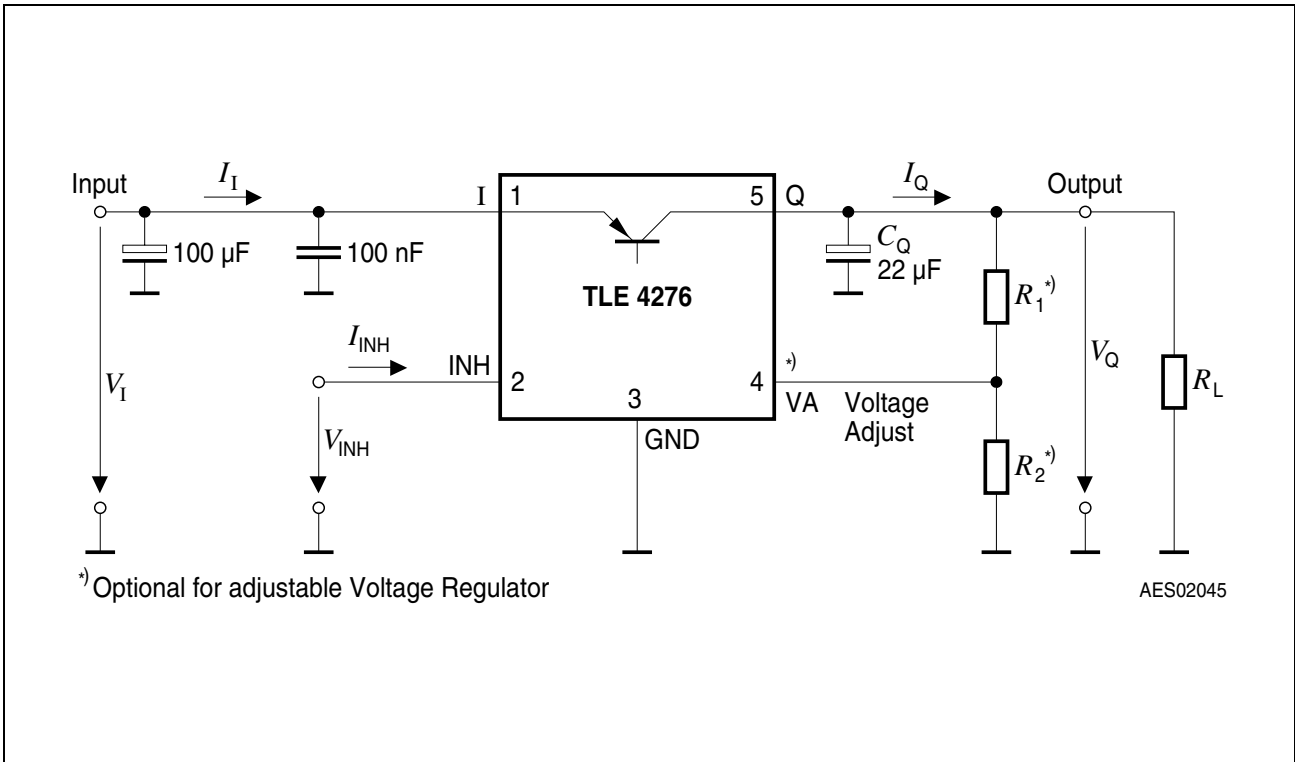 Input
I_I
I
1
5
Q
I_Q
Output
100 µF
100 nF
C_Q
22 µF
TLE 4276
R_1*)
I_INH
INH
2
3
4
*)
VA
Voltage
Adjust
V_I
V_INH
GND
V_Q
R_L
R_2*)
*) Optional for adjustable Voltage Regulator
AES02045